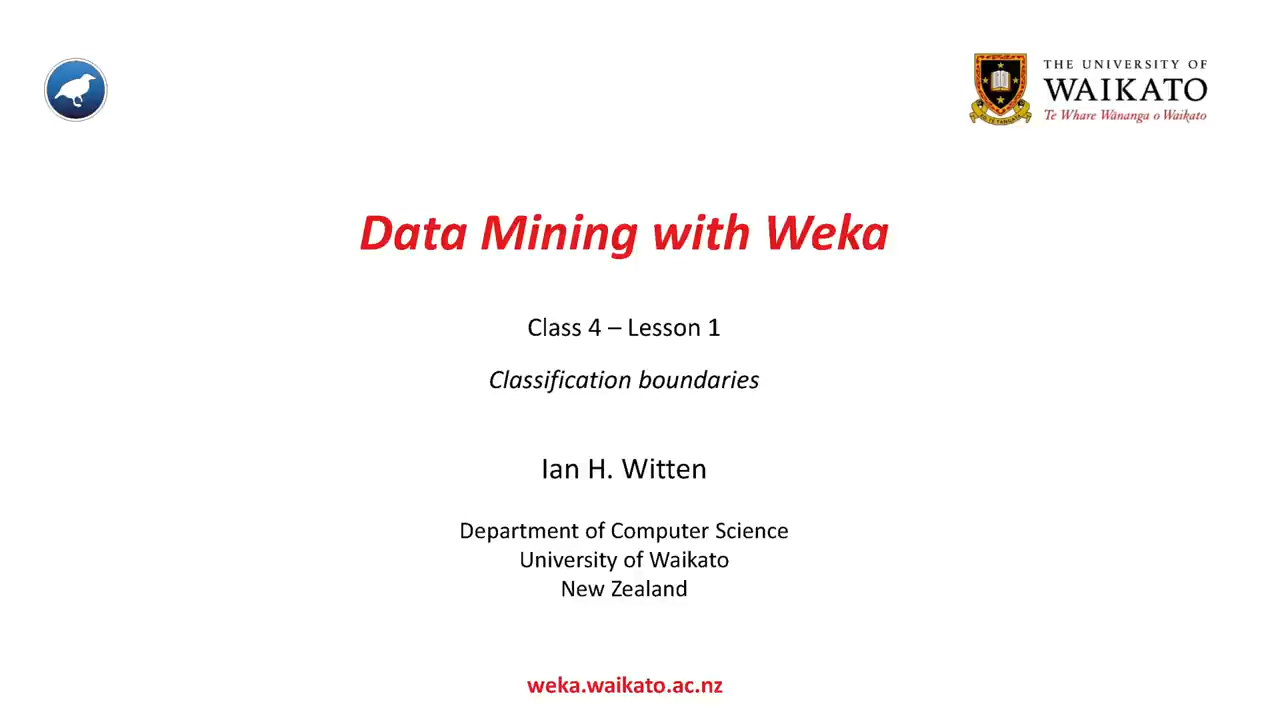 THE UNIVERSITY OF
WAIKATO
Te Whare Wānanga o Waikato
Data Mining with Weka
Class 4 – Lesson 1
Classification boundaries
Ian H. Witten
Department of Computer Science
University of Waikato
New Zealand
weka.waikato.ac.nz